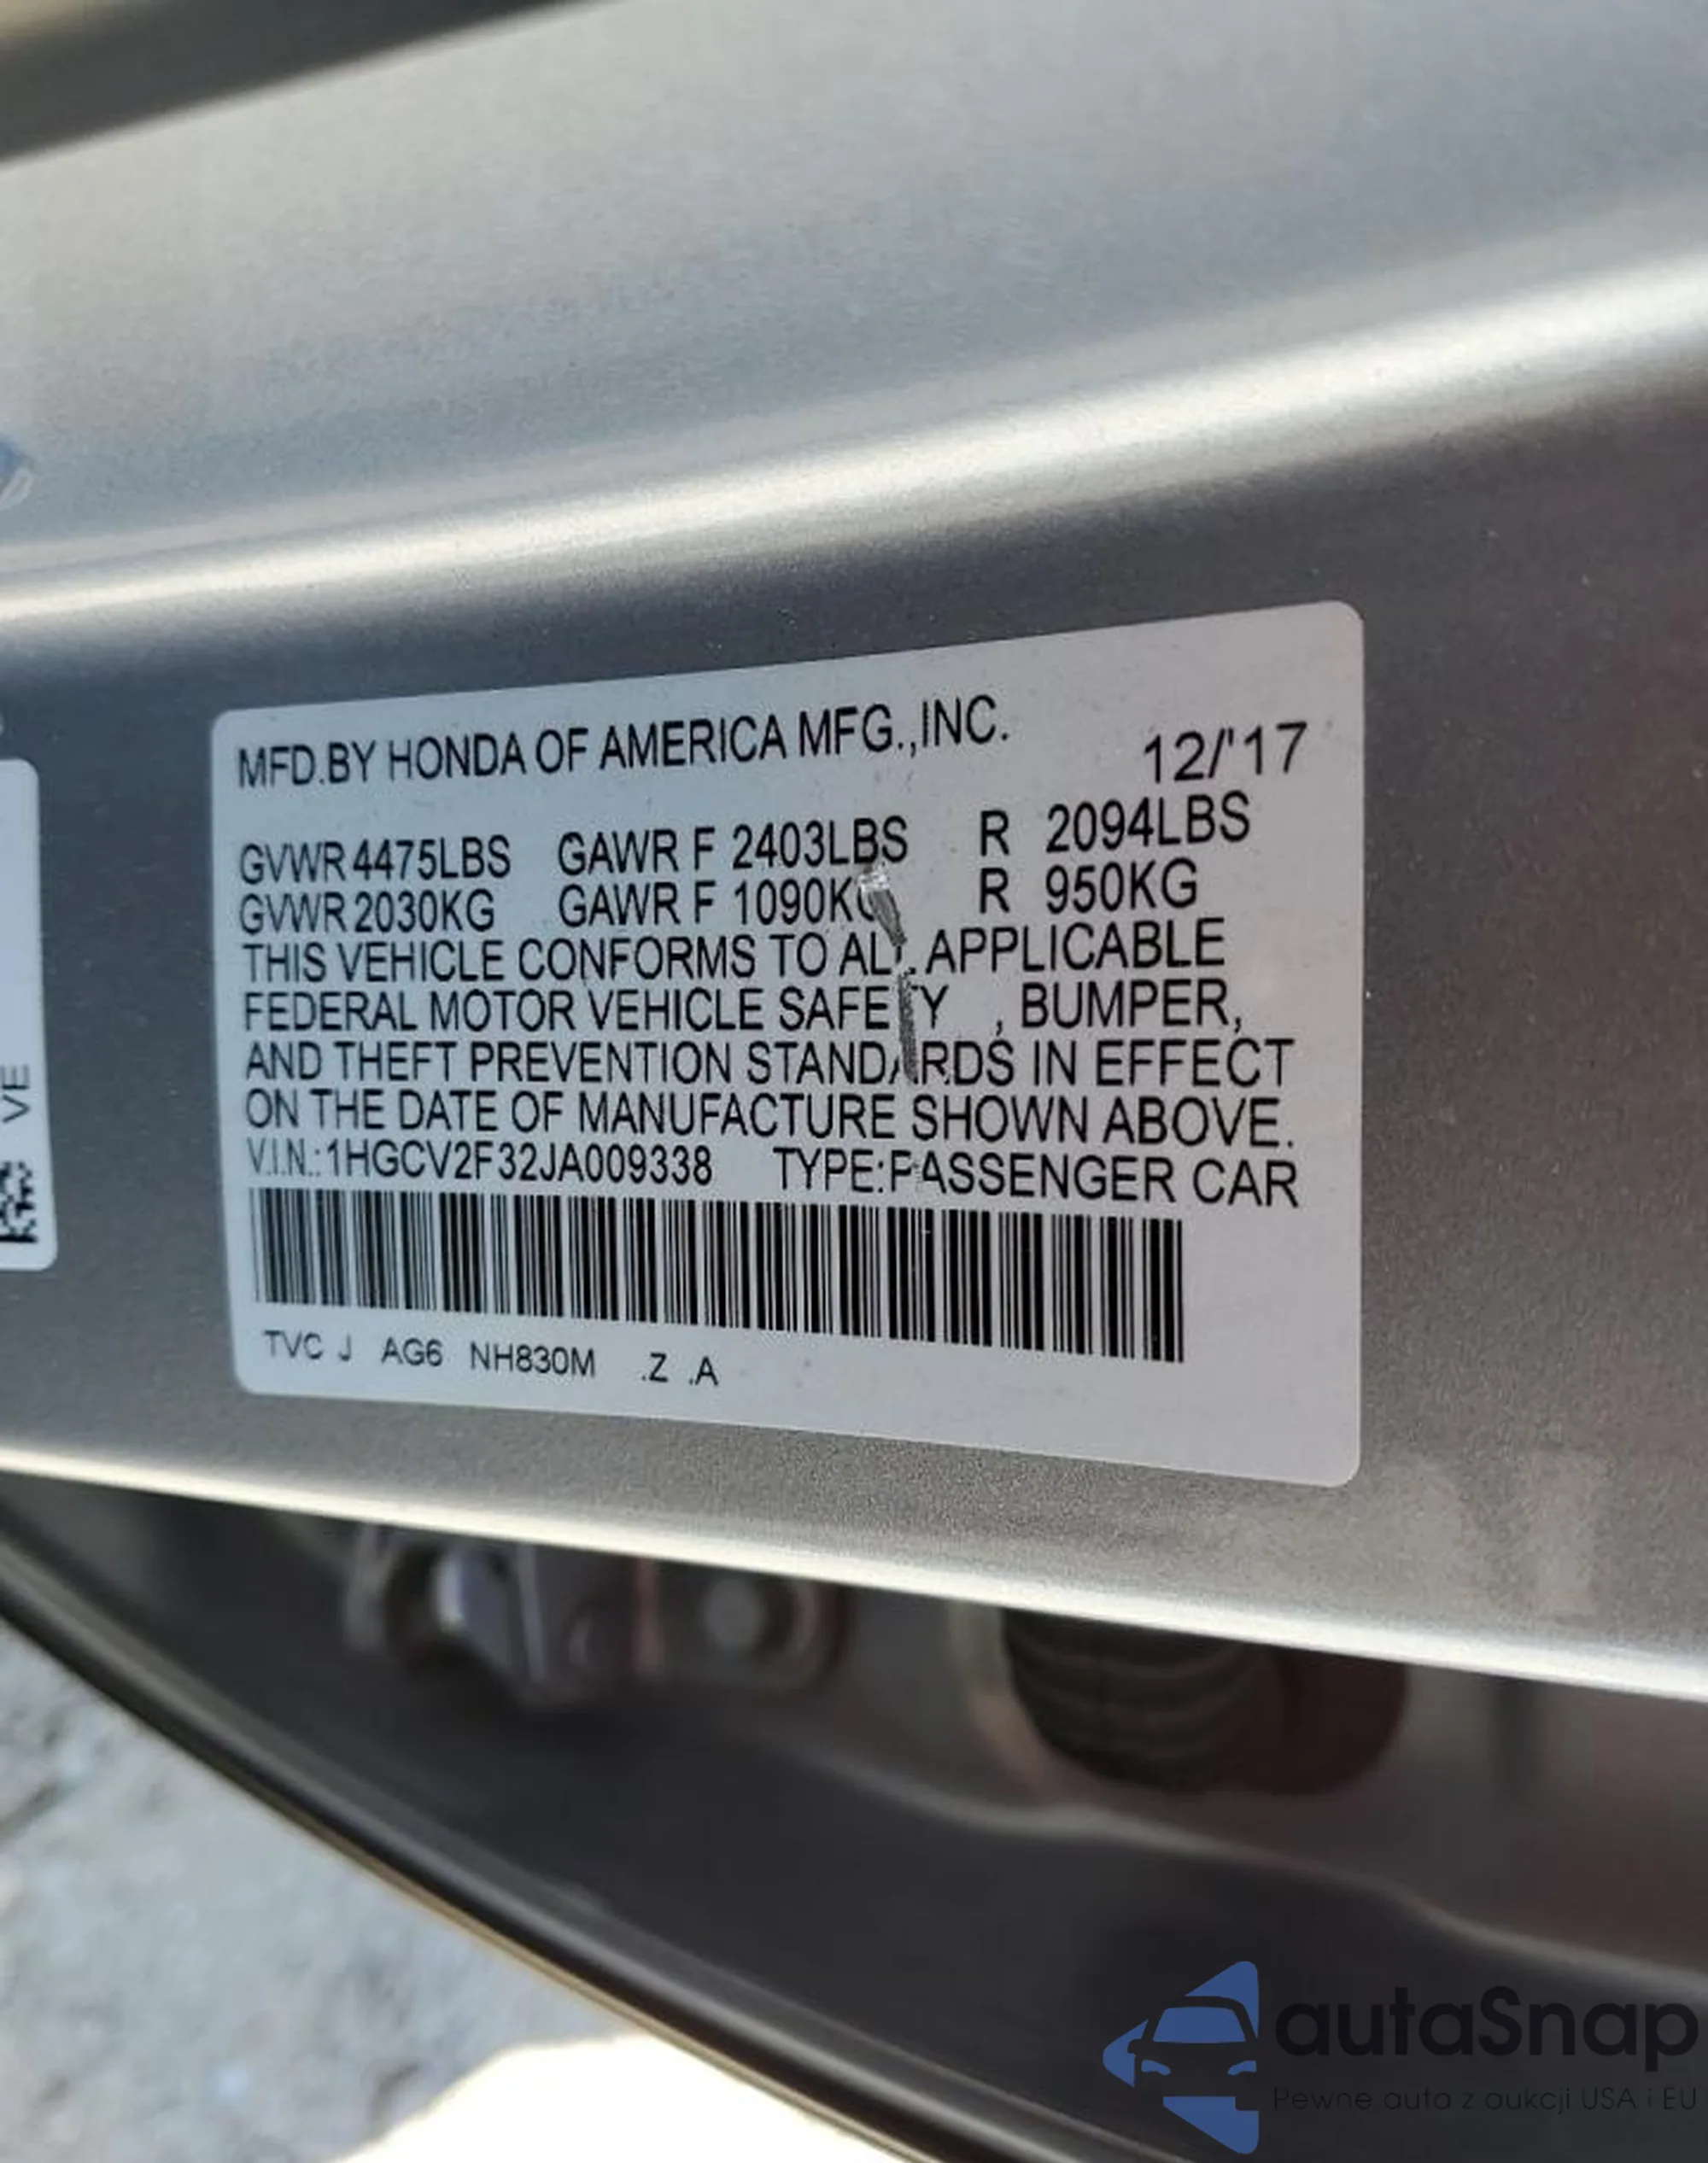 MFD.BY HONDA OF AMERICA MFG.,INC. 12/'17
GVWR 4475LBS GAWR F 2403LBS R 2094LBS
GVWR 2030KG GAWR F 1090KG R 950KG
THIS VEHICLE CONFORMS TO ALL APPLICABLE
FEDERAL MOTOR VEHICLE SAFETY , BUMPER,
AND THEFT PREVENTION STANDARDS IN EFFECT
ON THE DATE OF MANUFACTURE SHOWN ABOVE.
V.I.N.:1HGCV2F32JA009338 TYPE:PASSENGER CAR
TVC J AG6 NH830M .Z .A
VE
autaSnap
Pewne auta z aukcji USA i EU